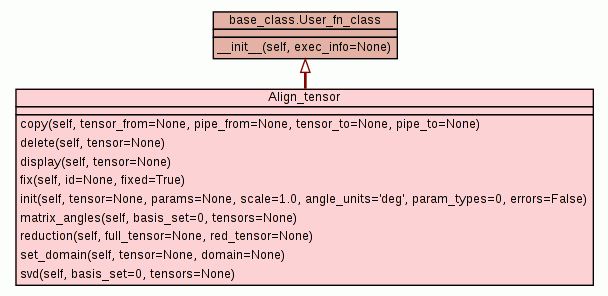 base_class.User_fn_class
__init__(self, exec_info=None)
Align_tensor
copy(self, tensor_from=None, pipe_from=None, tensor_to=None, pipe_to=None)
delete(self, tensor=None)
display(self, tensor=None)
fix(self, id=None, fixed=True)
init(self, tensor=None, params=None, scale=1.0, angle_units='deg', param_types=0, errors=False)
matrix_angles(self, basis_set=0, tensors=None)
reduction(self, full_tensor=None, red_tensor=None)
set_domain(self, tensor=None, domain=None)
svd(self, basis_set=0, tensors=None)